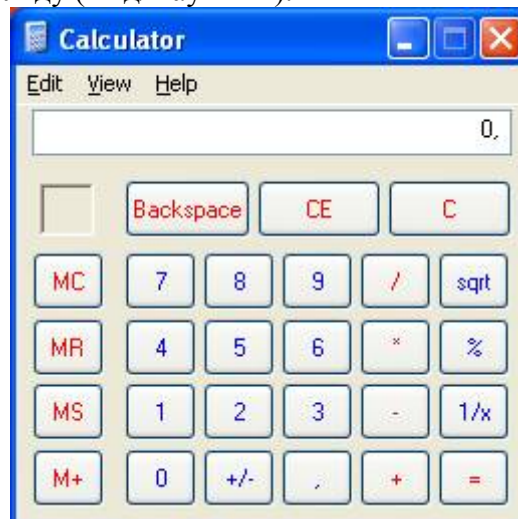 Calculator
Edit View Help
0,
Backspace CE C
MC 7 8 9 / sqrt
MR 4 5 6 * %
MS 1 2 3 - 1/x
M+ 0 +/- , + =